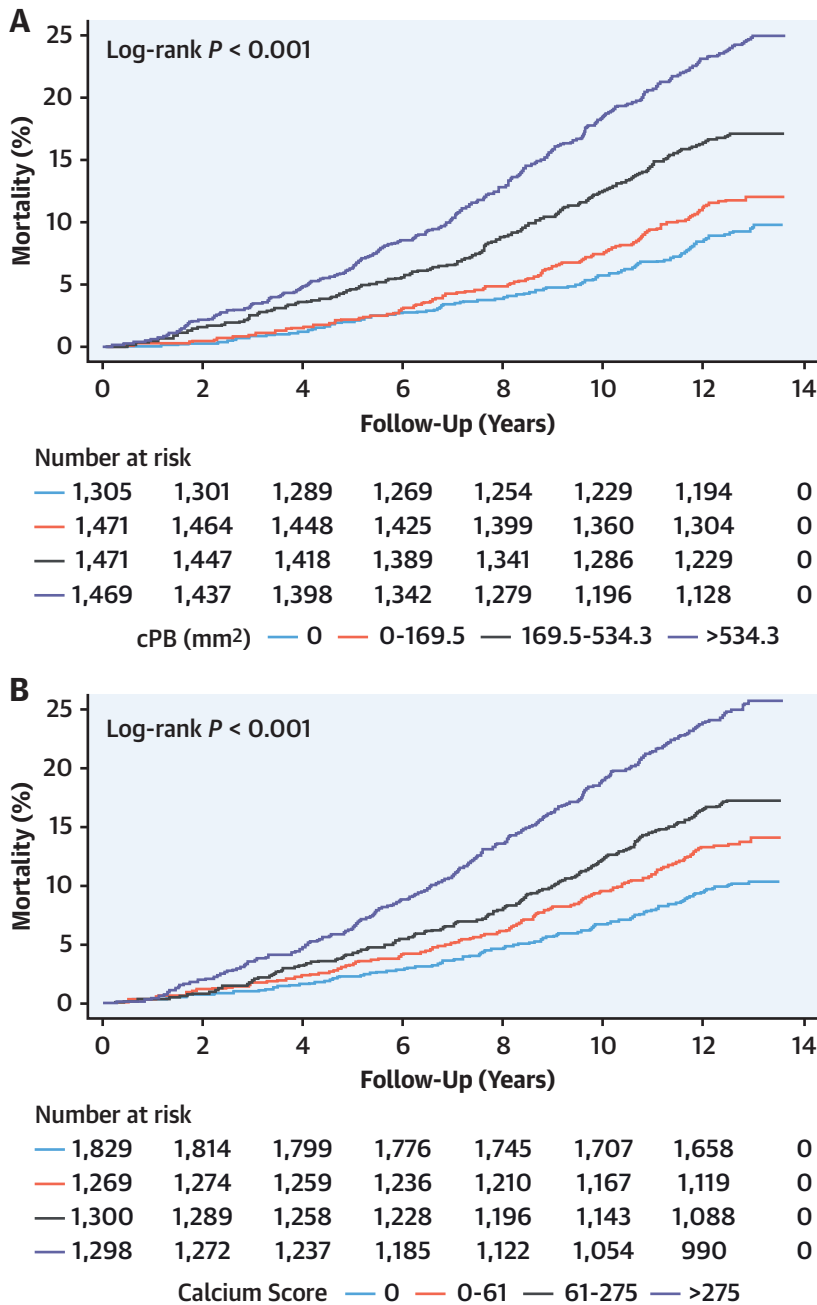 A
Log-rank P < 0.001
Mortality (%)
25
20
15
10
5
0
0 2 4 6 8 10 12 14
Follow-Up (Years)
Number at risk
1,305 1,301 1,289 1,269 1,254 1,229 1,194 0
1,471 1,464 1,448 1,425 1,399 1,360 1,304 0
1,471 1,447 1,418 1,389 1,341 1,286 1,229 0
1,469 1,437 1,398 1,342 1,279 1,196 1,128 0
cPB (mm²) 0 0-169.5 169.5-534.3 >534.3
B
Log-rank P < 0.001
Mortality (%)
25
20
15
10
5
0
0 2 4 6 8 10 12 14
Follow-Up (Years)
Number at risk
1,829 1,814 1,799 1,776 1,745 1,707 1,658 0
1,269 1,274 1,259 1,236 1,210 1,167 1,119 0
1,300 1,289 1,258 1,228 1,196 1,143 1,088 0
1,298 1,272 1,237 1,185 1,122 1,054 990 0
Calcium Score 0 0-61 61-275 >275